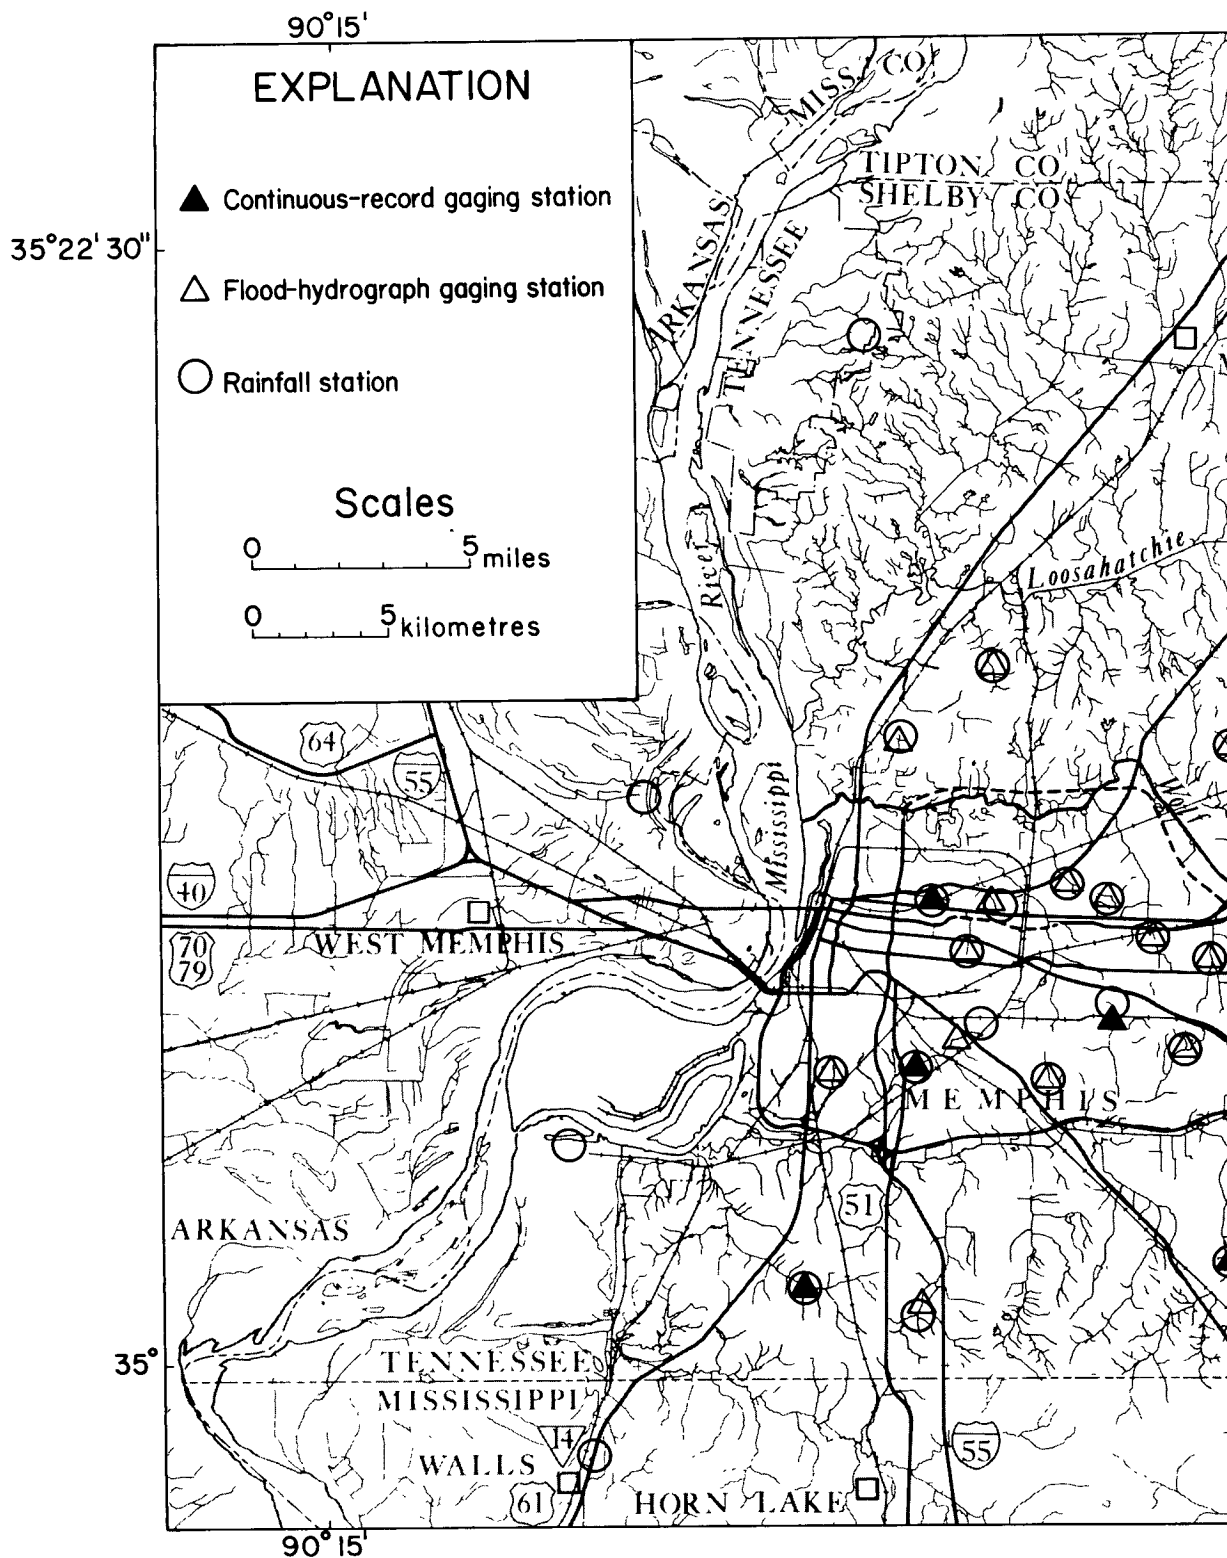 90°15'
EXPLANATION
Continuous-record gaging station
Flood-hydrograph gaging station
Rainfall station
Scales
0 5 miles
0 5 kilometres
MISS. CO
TIPTON CO
SHELBY CO
35°22'30"
ARKANSAS
TENNESSEE
River
Loosahatchie
64
55
Mississippi
Wolf
40
70
79
WEST MEMPHIS
MEMPHIS
51
ARKANSAS
35°
TENNESSEE
MISSISSIPPI
14
WALLS
55
61
HORN LAKE
90°15'